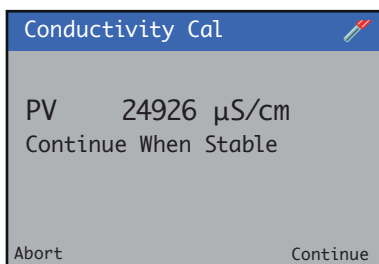 Conductivity Cal
PV 24926 µS/cm
Continue When Stable
Abort Continue